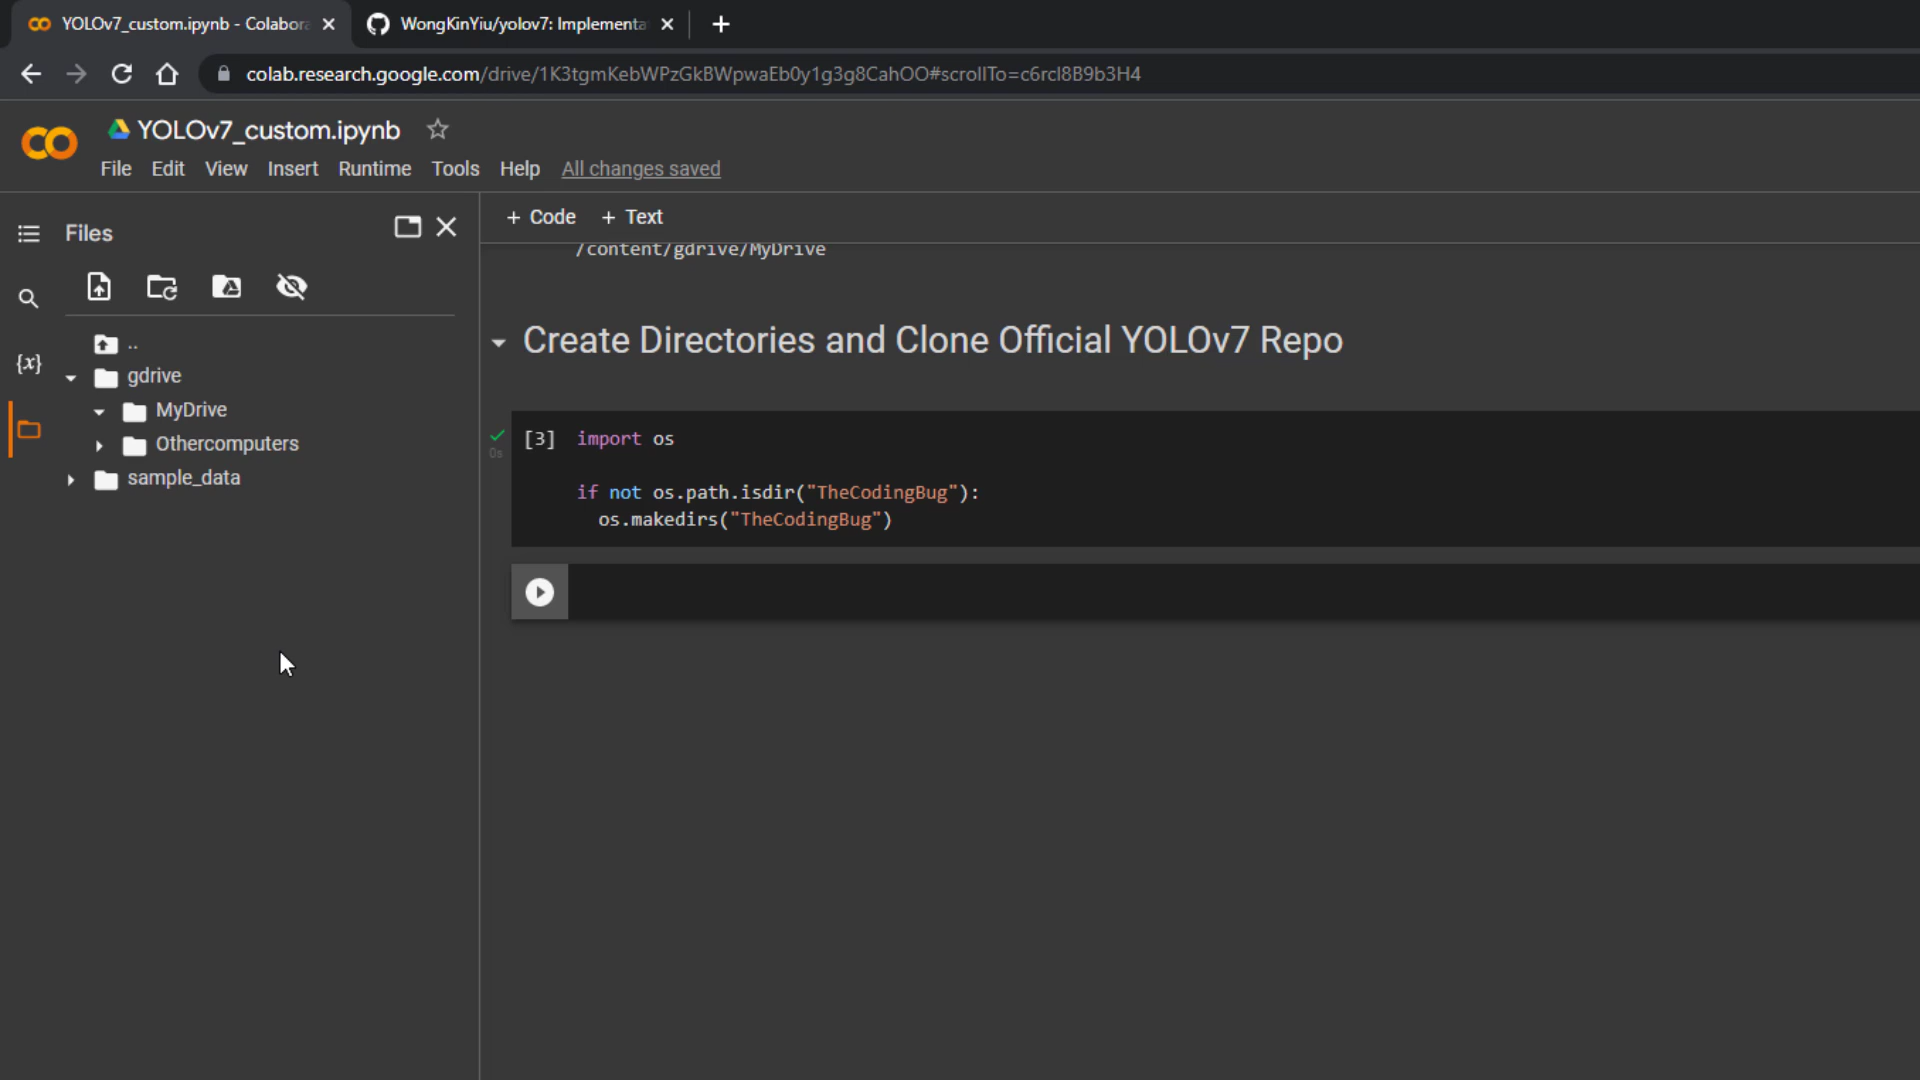 YOLOv7_custom.ipynb - Colabora
WongKinYiu/yolov7: Implementa
colab.research.google.com/drive/1K3tgmKebWPzGkBWpwaEb0y1g3g8CahOO#scrollTo=c6rcl8B9b3H4
YOLOv7_custom.ipynb
File Edit View Insert Runtime Tools Help All changes saved
Files
..
gdrive
MyDrive
Othercomputers
sample_data
{x}
+ Code + Text
/content/gdrive/MyDrive
Create Directories and Clone Official YOLOv7 Repo
[3] import os
0s
if not os.path.isdir("TheCodingBug"):
os.makedirs("TheCodingBug")